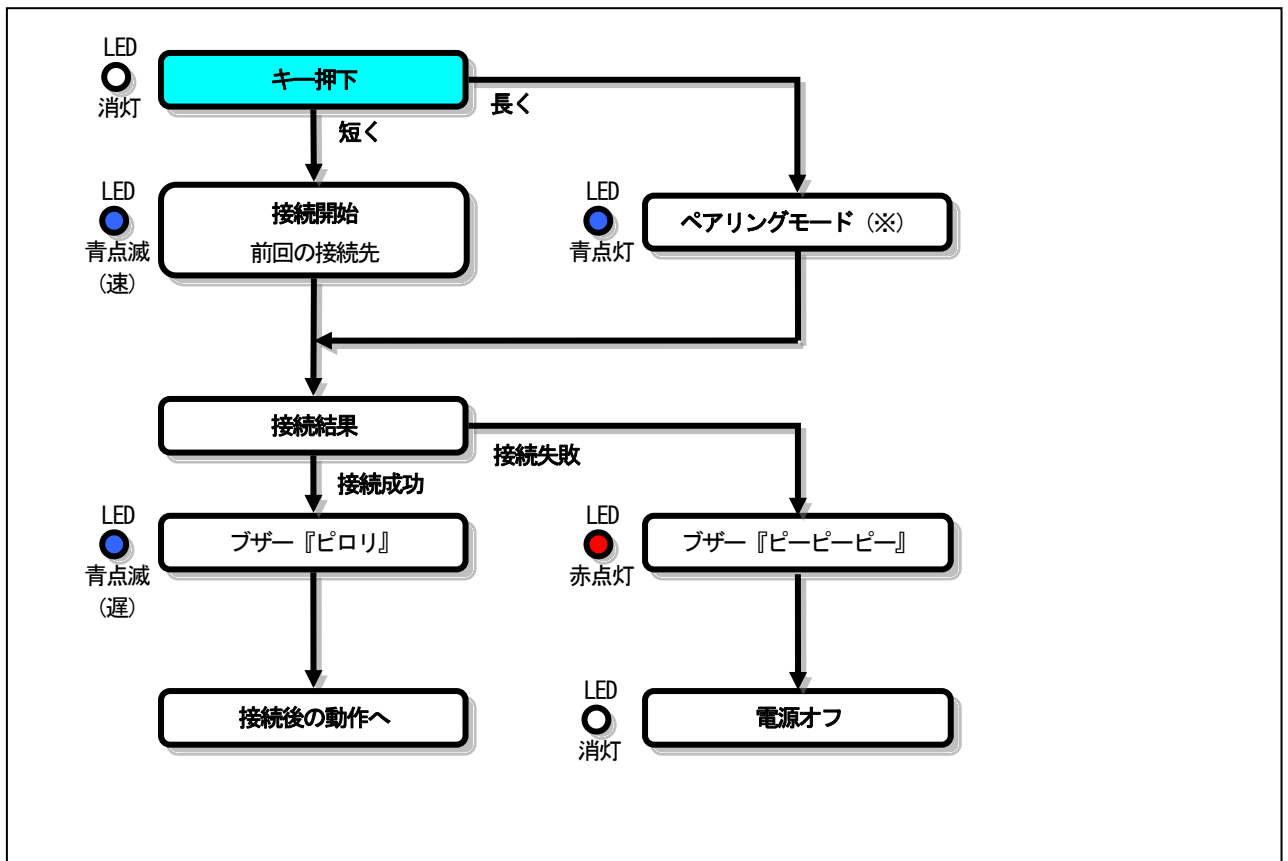 LED
消灯
キー押下
長く
短く
LED
青点滅
(速)
接続開始
前回の接続先
LED
青点灯
ペアリングモード (※)
接続結果
接続失敗
接続成功
LED
青点滅
(遅)
ブザー『ピロリ』
LED
赤点灯
ブザー『ピーピーピー』
接続後の動作へ
LED
消灯
電源オフ